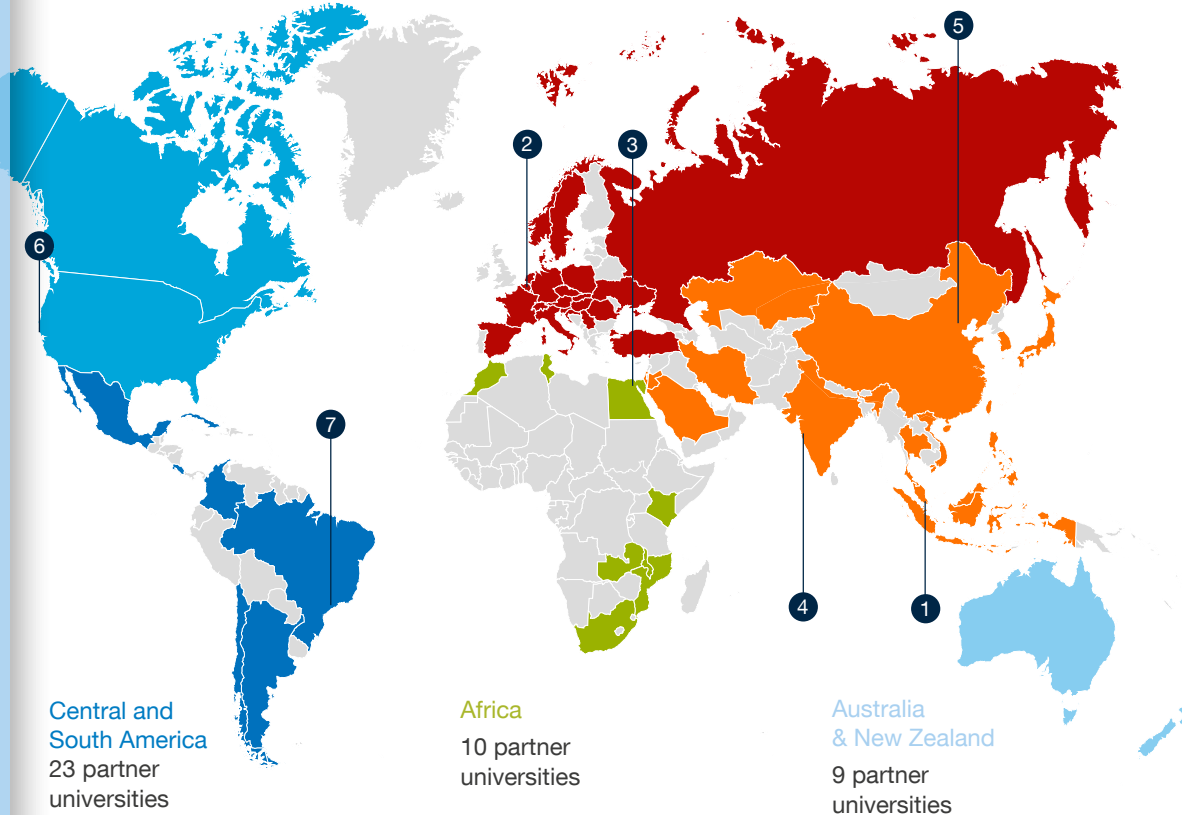 5
2
3
6
7
4
1
Central and
South America
23 partner
universities
Africa
10 partner
universities
Australia
& New Zealand
9 partner
universities